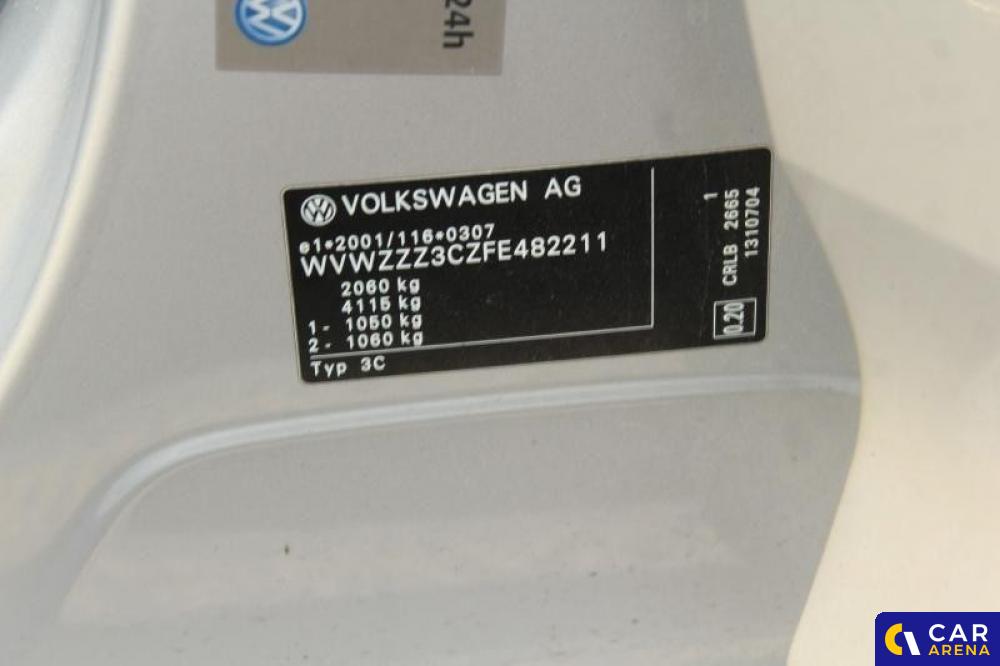 24h
VOLKSWAGEN AG
e1*2001/116*0307
WVWZZZ3CZFE482211
2060 kg
4115 kg
1- 1050 kg
2- 1060 kg
Typ 3C
1
CRLB 2665
1310704
0.20
CAR
ARENA